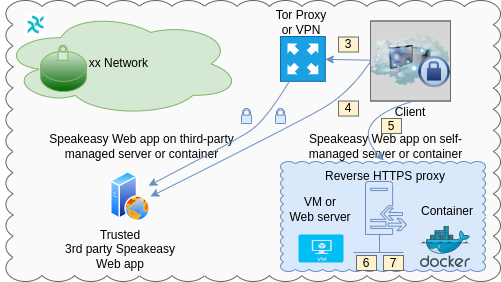 Tor Proxy
or VPN
3
xx Network
4
Client
5
Speakeasy Web app on third-party
managed server or container
Speakeasy Web app on self-
managed server or container
Reverse HTTPS proxy
VM or
Web server
Container
VM
docker
6
7
Trusted
3rd party Speakeasy
Web app